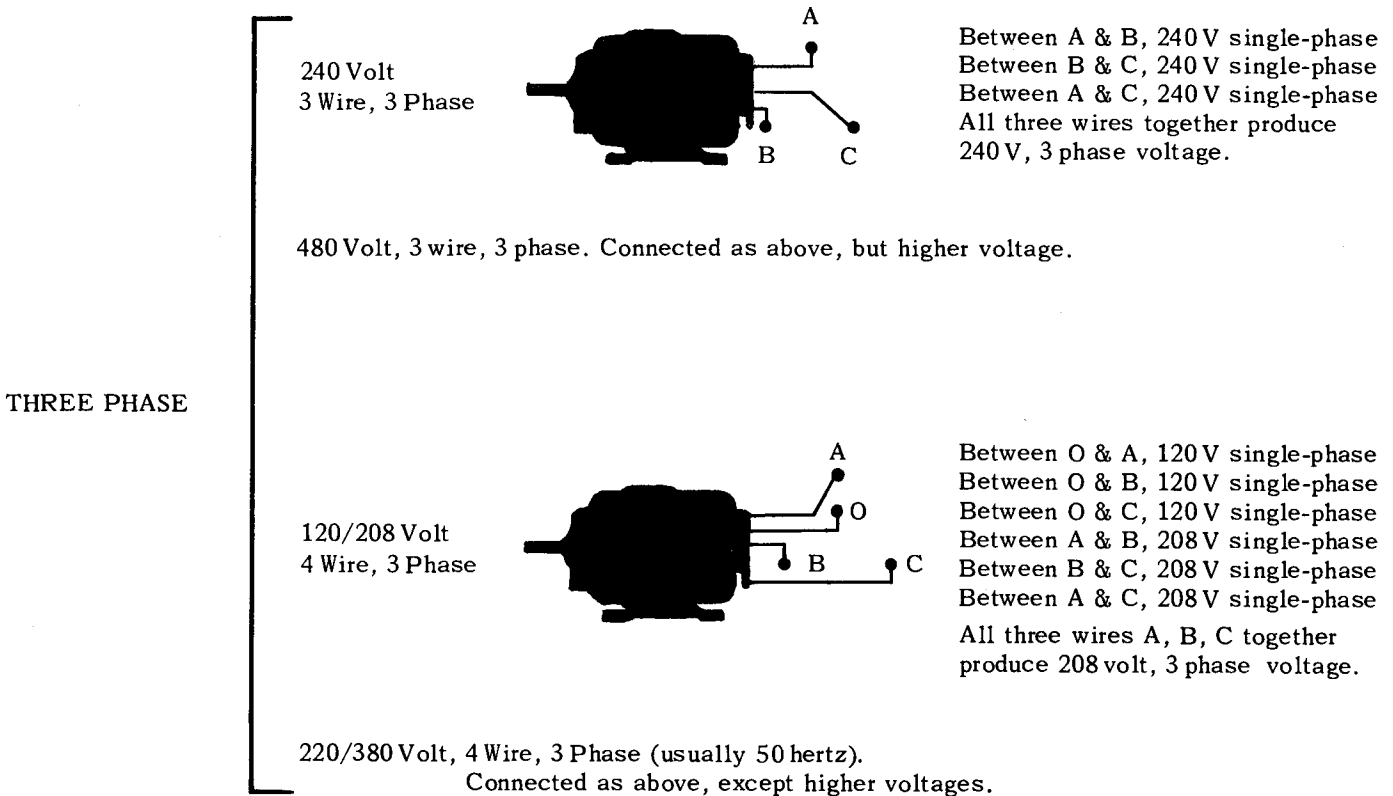 THREE PHASE
240 Volt
3 Wire, 3 Phase
A
B
C
Between A & B, 240 V single-phase
Between B & C, 240 V single-phase
Between A & C, 240 V single-phase
All three wires together produce
240 V, 3 phase voltage.
480 Volt, 3 wire, 3 phase. Connected as above, but higher voltage.
120/208 Volt
4 Wire, 3 Phase
A
O
B
C
Between O & A, 120 V single-phase
Between O & B, 120 V single-phase
Between O & C, 120 V single-phase
Between A & B, 208 V single-phase
Between B & C, 208 V single-phase
Between A & C, 208 V single-phase
All three wires A, B, C together
produce 208 volt, 3 phase voltage.
220/380 Volt, 4 Wire, 3 Phase (usually 50 hertz).
Connected as above, except higher voltages.